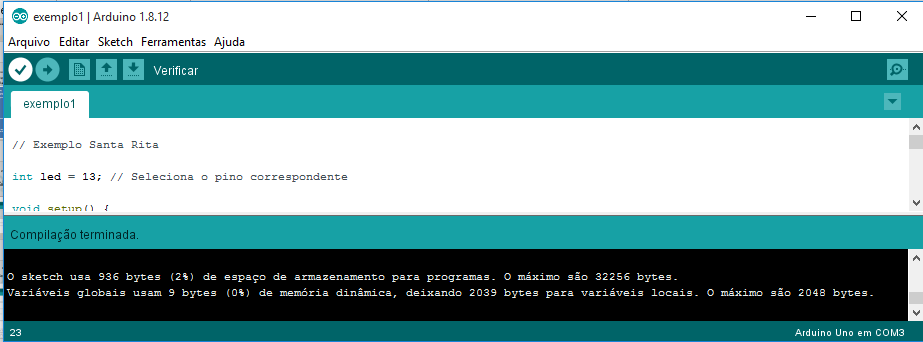 exemplo1 | Arduino 1.8.12
Arquivo Editar Sketch Ferramentas Ajuda
Verificar
exemplo1
// Exemplo Santa Rita
int led = 13; // Seleciona o pino correspondente
void setup() {
Compilação terminada.
O sketch usa 936 bytes (2%) de espaço de armazenamento para programas. O máximo são 32256 bytes.
Variáveis globais usam 9 bytes (0%) de memória dinâmica, deixando 2039 bytes para variáveis locais. O máximo são 2048 bytes.
23 Arduino Uno em COM3